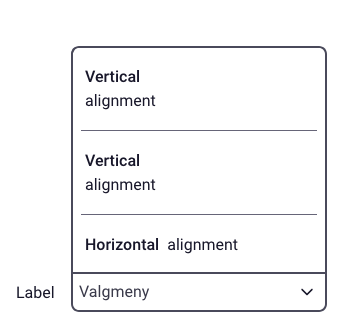 Vertical
alignment
Vertical
alignment
Horizontal alignment
Label Valgmeny